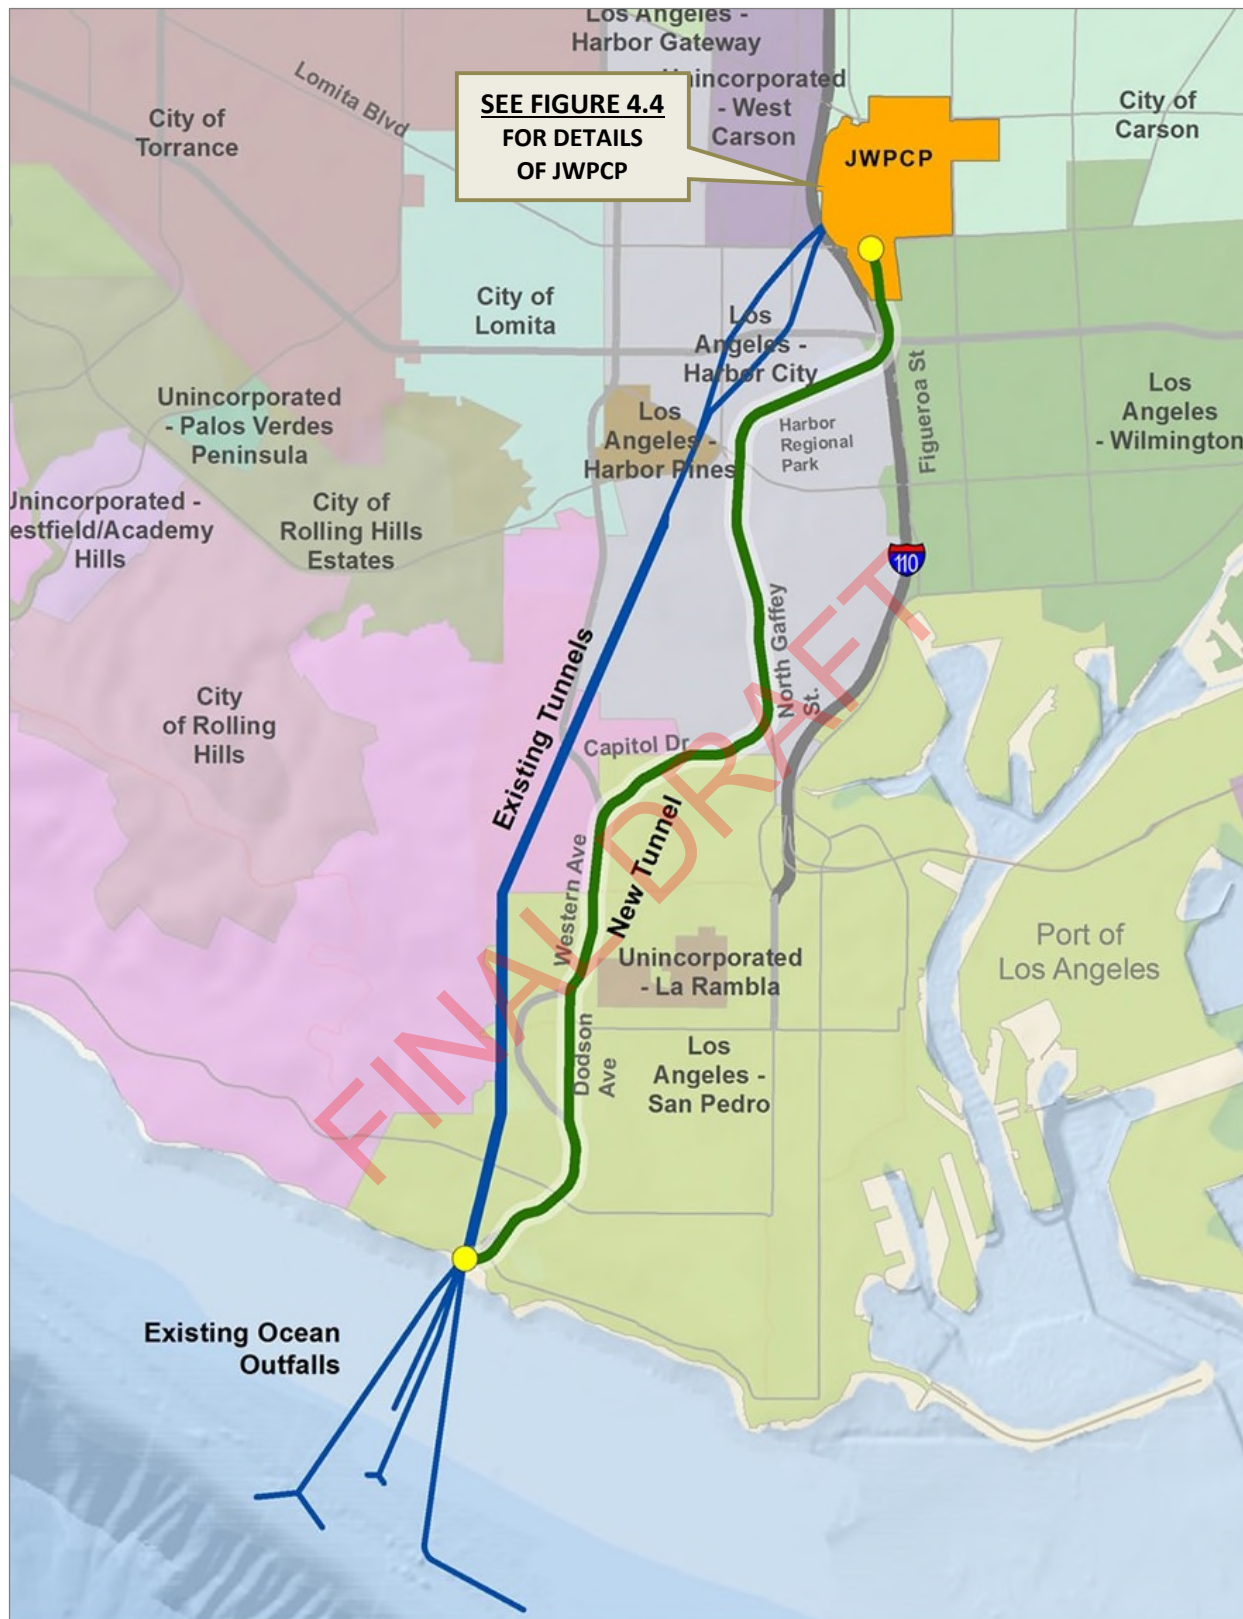 Los Angeles -
Harbor Gateway
Lomita Blvd
Unincorporated
- West
Carson
SEE FIGURE 4.4
FOR DETAILS
OF JWPCP
City of
Torrance
JWPCP
City of
Carson
City of
Lomita
Los
Angeles -
Harbor City
Figueroa St
Unincorporated
- Palos Verdes
Peninsula
Los
Angeles -
Harbor Pines
Harbor
Regional
Park
Los
Angeles
- Wilmington
Unincorporated -
estfield/Academy
Hills
City of
Rolling Hills
Estates
110
North Gaffey
St.
Existing Tunnels
City
of Rolling
Hills
Capitol Dr
New Tunnel
Western Ave
Unincorporated
- La Rambla
Port of
Los Angeles
Dodson
Ave
Los
Angeles -
San Pedro
Existing Ocean
Outfalls
FINAL DRAFT